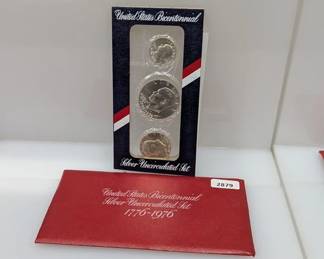 United States Bicentennial
Silver Uncirculated Set
2879
United States Bicentennial
Silver Uncirculated Set
1776-1976